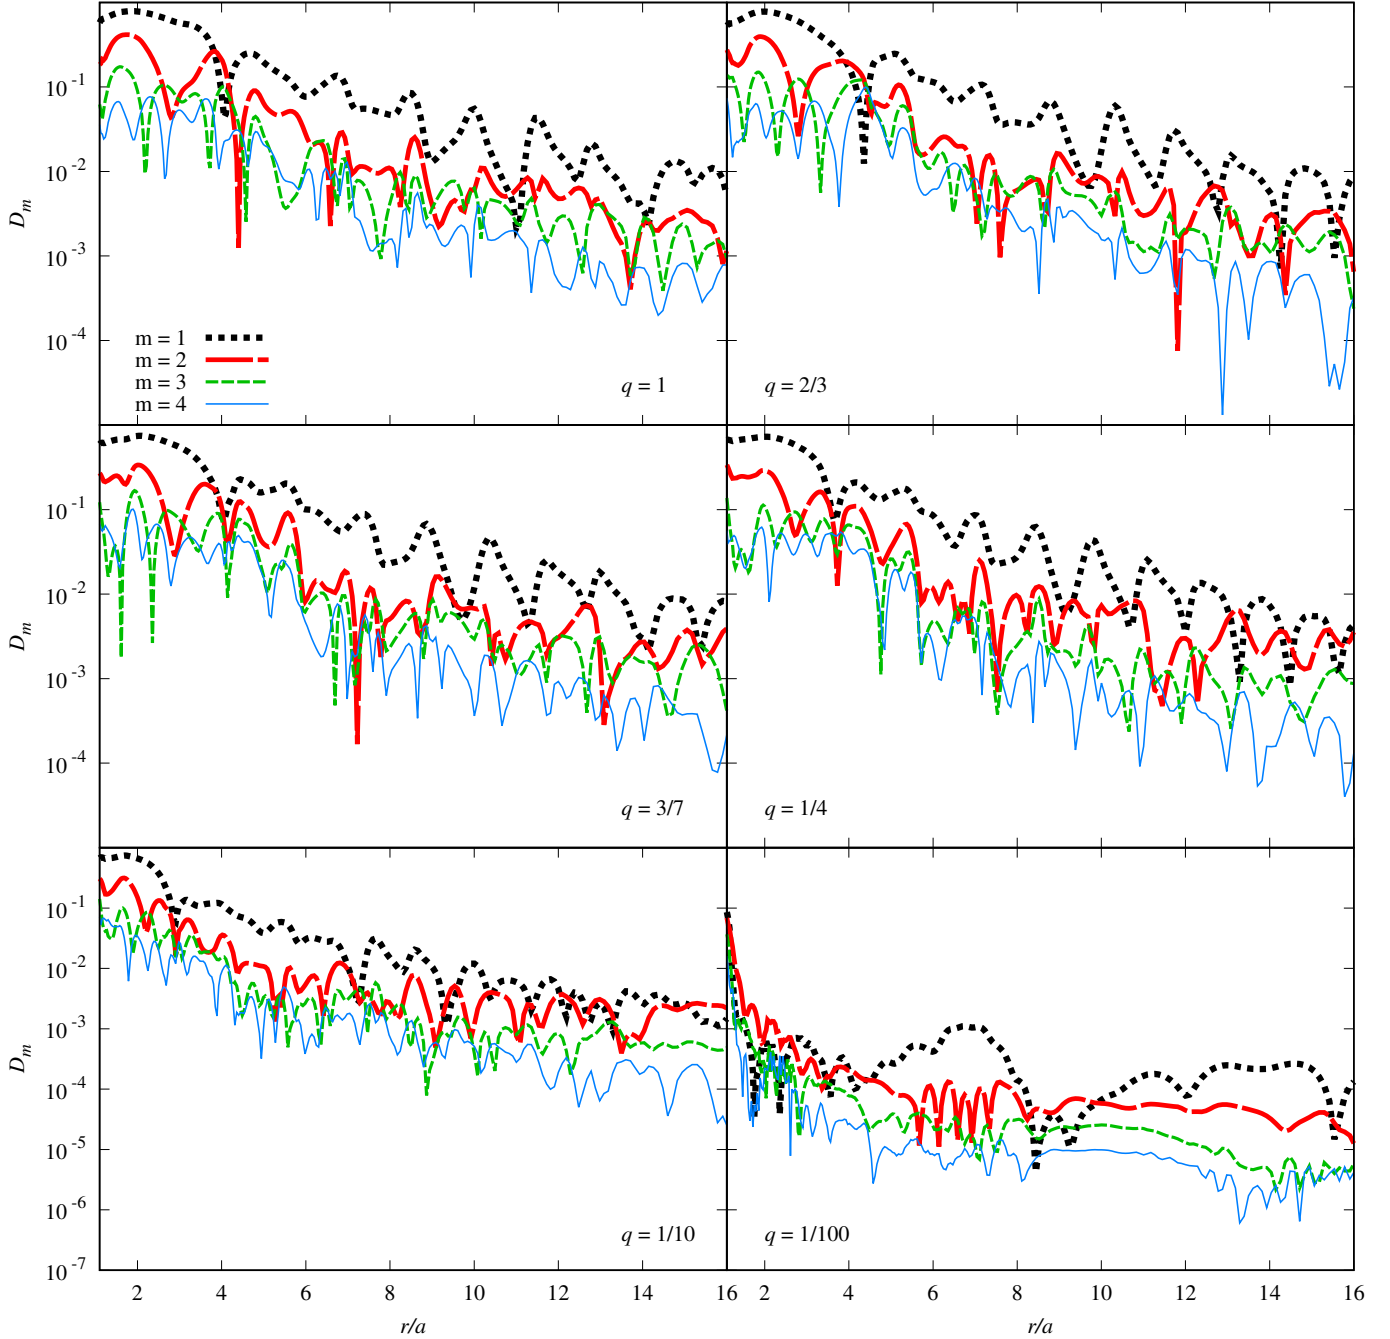 D_m
10^-1
10^-2
10^-3
10^-4
m = 1
m = 2
m = 3
m = 4
q = 1
q = 2/3
D_m
10^-1
10^-2
10^-3
10^-4
q = 3/7
q = 1/4
D_m
10^-1
10^-2
10^-3
10^-4
10^-5
10^-6
10^-7
q = 1/10
q = 1/100
2 4 6 8 10 12 14 16 2 4 6 8 10 12 14 16
r/a r/a